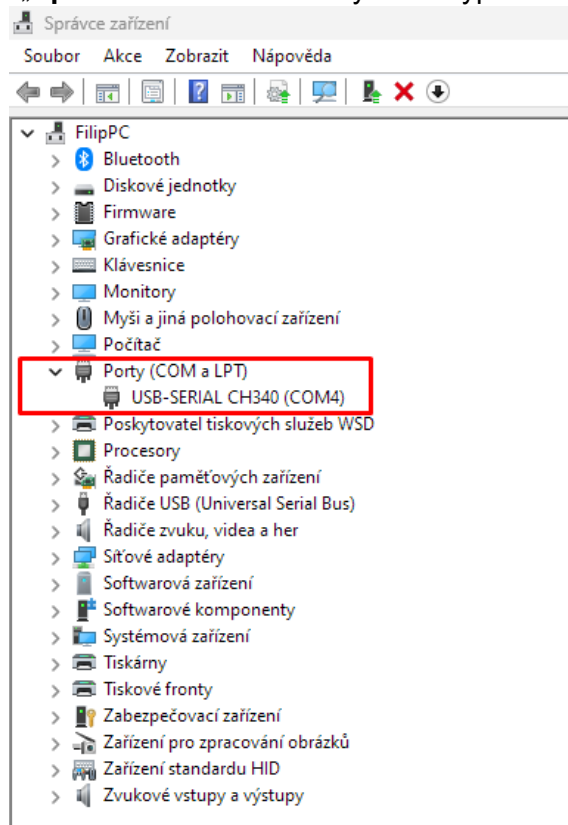 Správce zařízení
Soubor Akce Zobrazit Nápověda
FilipPC
Bluetooth
Diskové jednotky
Firmware
Grafické adaptéry
Klávesnice
Monitory
Myši a jiná polohovací zařízení
Počítač
Porty (COM a LPT)
USB-SERIAL CH340 (COM4)
Poskytovatel tiskových služeb WSD
Procesory
Řadiče paměťových zařízení
Řadiče USB (Universal Serial Bus)
Řadiče zvuku, videa a her
Síťové adaptéry
Softwarová zařízení
Softwarové komponenty
Systémová zařízení
Tiskárny
Tiskové fronty
Zabezpečovací zařízení
Zařízení pro zpracování obrázků
Zařízení standardu HID
Zvukové vstupy a výstupy